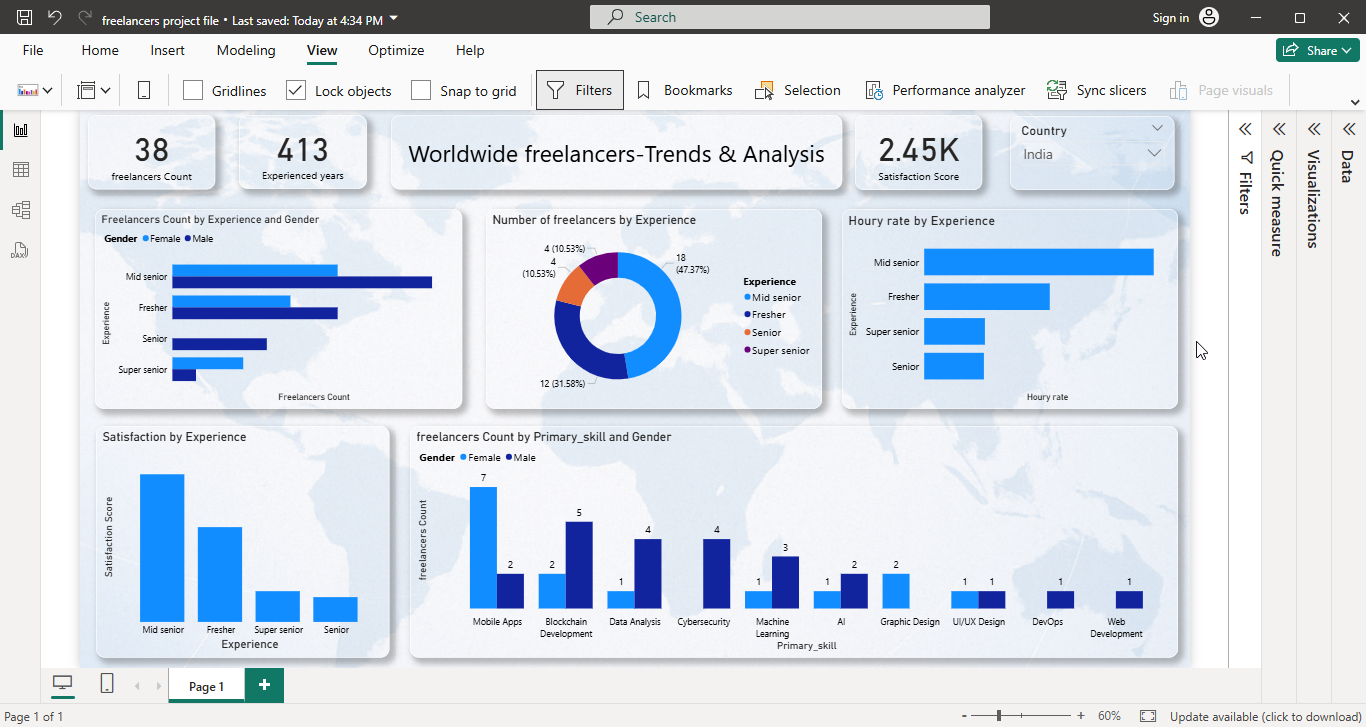 freelancers project file • Last saved: Today at 4:34 PM
Search
Sign in
File Home Insert Modeling View Optimize Help
Share
Gridlines Lock objects Snap to grid Filters Bookmarks Selection Performance analyzer Sync slicers Page visuals
38
freelancers Count
413
Experienced years
Worldwide freelancers-Trends & Analysis
2.45K
Satisfaction Score
Country
India
Freelancers Count by Experience and Gender
Gender Female Male
Experience
Mid senior
Fresher
Senior
Super senior
Freelancers Count
Number of freelancers by Experience
4 (10.53%)
4
(10.53%)
18
(47.37%)
12 (31.58%)
Experience
Mid senior
Fresher
Senior
Super senior
Houry rate by Experience
Experience
Mid senior
Fresher
Super senior
Senior
Houry rate
Satisfaction by Experience
Satisfaction Score
Mid senior Fresher Super senior Senior
Experience
freelancers Count by Primary_skill and Gender
Gender Female Male
freelancers Count
7 2 2 5 1 4 4 1 3 1 2 2 1 1 1 1
Mobile Apps
Blockchain
Development
Data Analysis
Cybersecurity
Machine
Learning
AI
Graphic Design
UI/UX Design
DevOps
Web
Development
Primary_skill
Filters
Quick measure
Visualizations
Data
DAX
Page 1
+
Page 1 of 1
- + 60%
Update available (click to download)